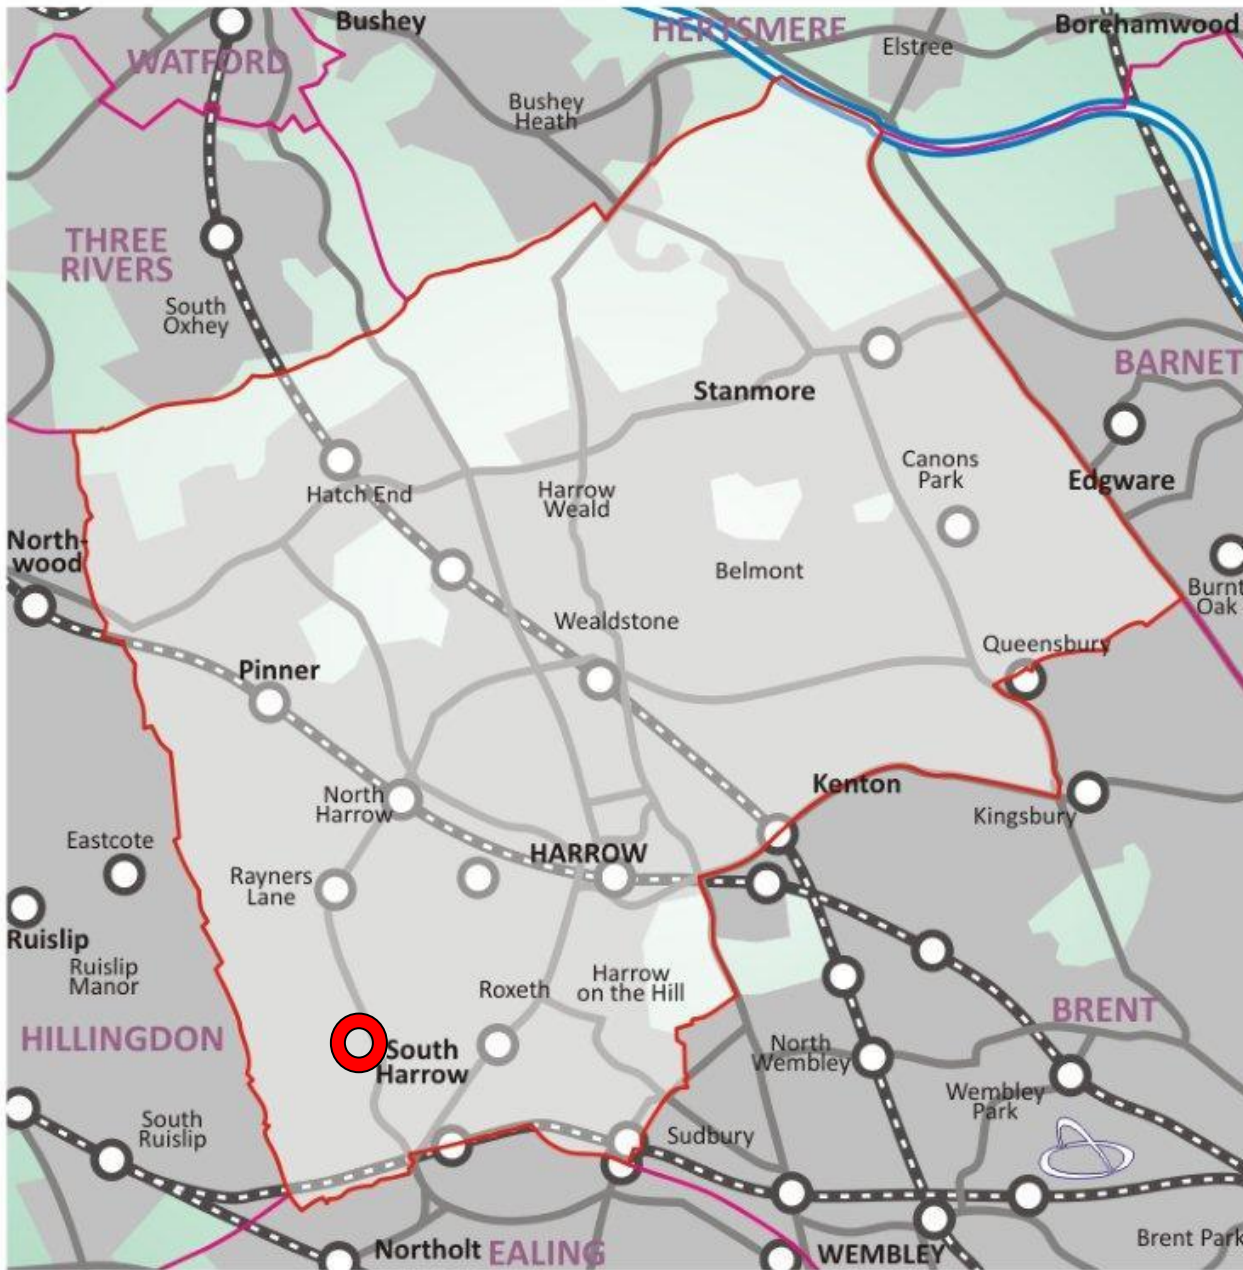 Bushey
HERTSMERE
Borehamwood
WATFORD
Elstree
Bushey
Heath
THREE
RIVERS
South
Oxhey
BARNET
Stanmore
Canons
Park
Edgware
Hatch End
Harrow
Weald
North-
wood
Belmont
Burnt
Oak
Wealdstone
Queensbury
Pinner
Kenton
North
Harrow
Kingsbury
Eastcote
HARROW
Rayners
Lane
Ruislip
Ruislip
Manor
Harrow
on the Hill
Roxeth
BRENT
HILLINGDON
South
Harrow
North
Wembley
Wembley
Park
South
Ruislip
Sudbury
Brent Park
Northolt
EALING
WEMBLEY